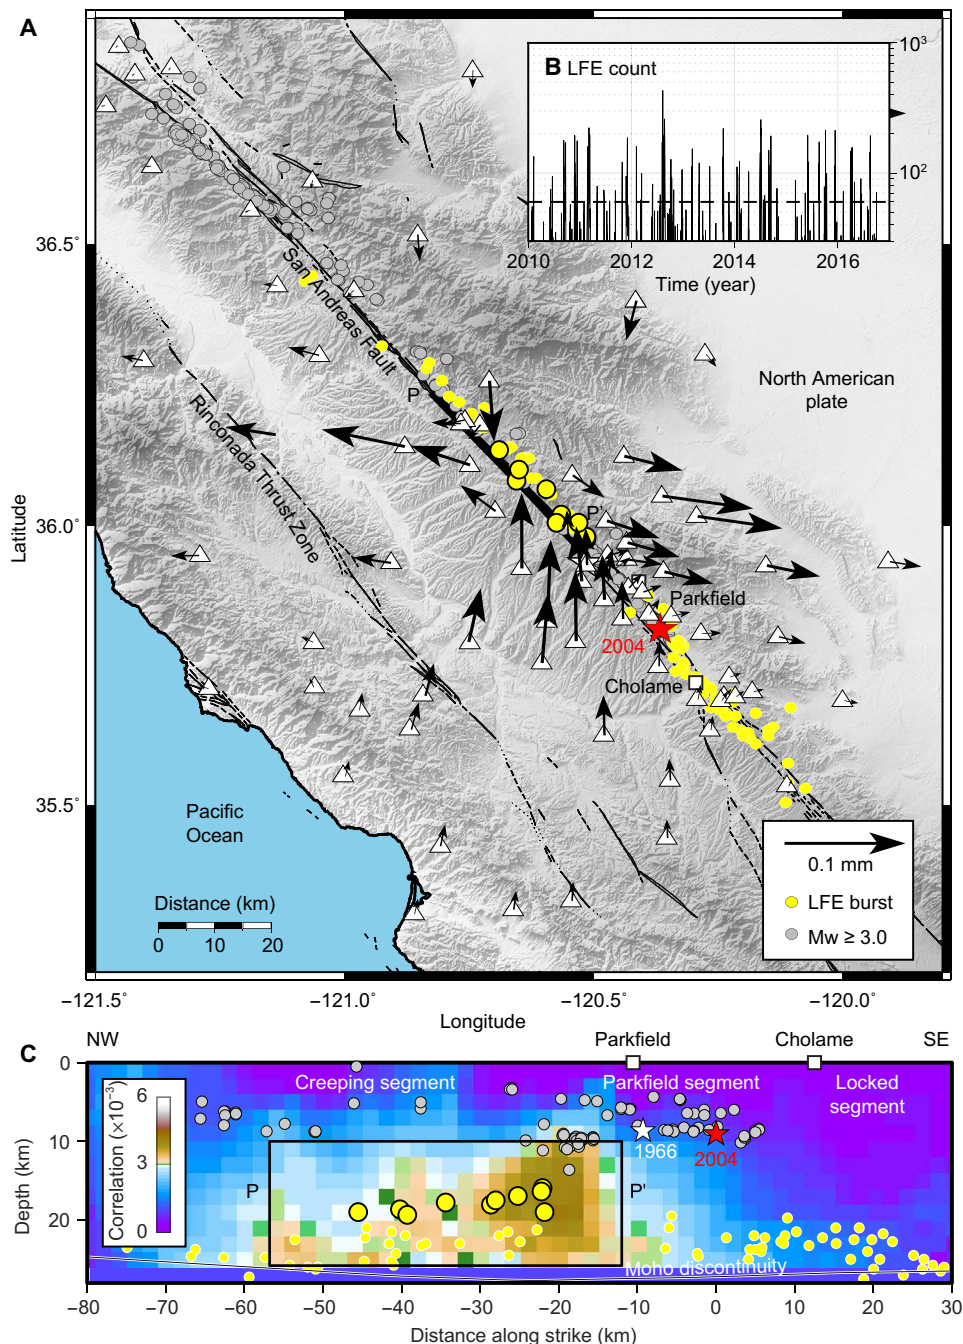 A
B LFE count
10³
10²
2010 2012 2014 2016
Time (year)
36.5°
36.0°
35.5°
Latitude
San Andreas Fault
Rinconada Thrust Zone
North American
plate
P
P'
Parkfield
2004
Cholame
Pacific
Ocean
Distance (km)
0 10 20
0.1 mm
LFE burst
Mw ≥ 3.0
−121.5° −121.0° −120.5° −120.0°
Longitude
C
NW Parkfield Cholame SE
Creeping segment Parkfield segment Locked
segment
Correlation (×10⁻³)
6
3
0
1966
2004
P
P'
Moho discontinuity
0
10
20
Depth (km)
−80 −70 −60 −50 −40 −30 −20 −10 0 10 20 30
Distance along strike (km)